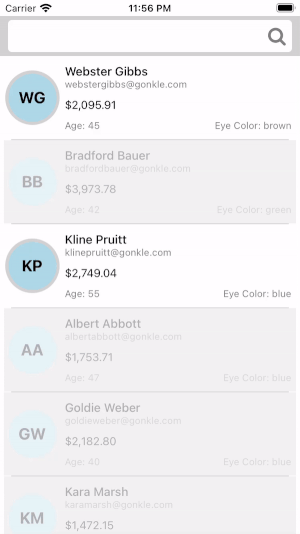 Carrier 11:56 PM
Webster Gibbs
webstergibbs@gonkle.com
WG
$2,095.91
Age: 45 Eye Color: brown
Bradford Bauer
bradfordbauer@gonkle.com
BB
$3,973.78
Age: 42 Eye Color: green
Kline Pruitt
klinepruitt@gonkle.com
KP
$2,749.04
Age: 55 Eye Color: blue
Albert Abbott
albertabbott@gonkle.com
AA
$1,753.71
Age: 47 Eye Color: blue
Goldie Weber
goldieweber@gonkle.com
GW
$2,182.80
Age: 40 Eye Color: blue
Kara Marsh
karamarsh@gonkle.com
KM
$1,472.15